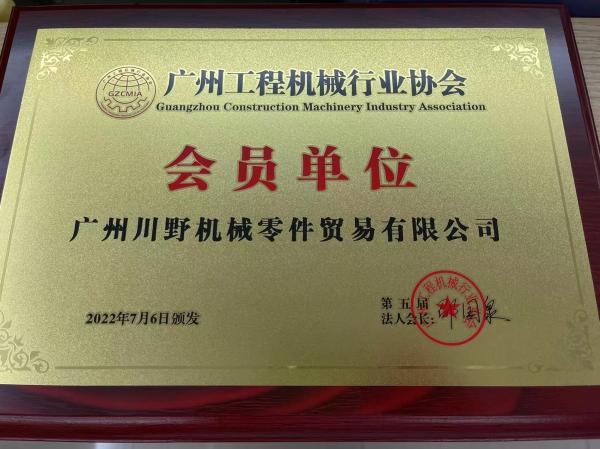 GZCMIA
广州工程机械行业协会
Guangzhou Construction Machinery Industry Association
会员单位
广州川野机械零件贸易有限公司
第五届
2022年7月6日颁发
法人会长: